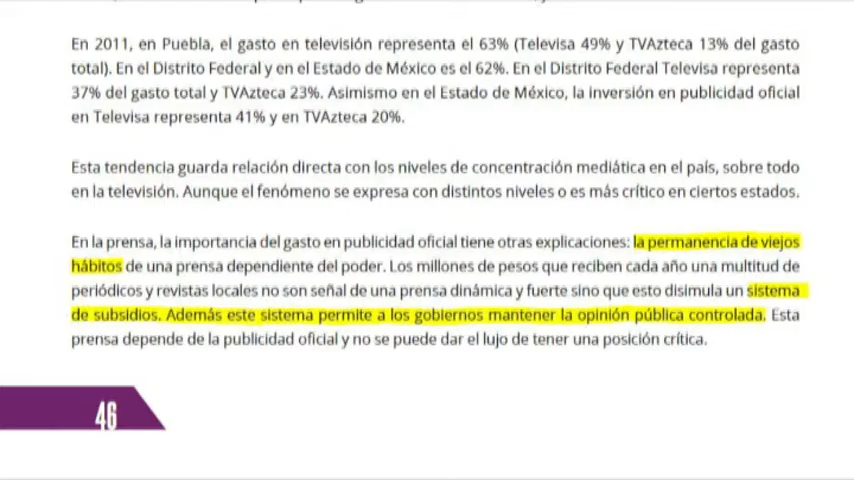 En 2011, en Puebla, el gasto en televisión representa el 63% (Televisa 49% y TVAzteca 13% del gasto
total). En el Distrito Federal y en el Estado de México es el 62%. En el Distrito Federal Televisa representa
37% del gasto total y TVAzteca 23%. Asimismo en el Estado de México, la inversión en publicidad oficial
en Televisa representa 41% y en TVAzteca 20%.
Esta tendencia guarda relación directa con los niveles de concentración mediática en el país, sobre todo
en la televisión. Aunque el fenómeno se expresa con distintos niveles o es más crítico en ciertos estados.
En la prensa, la importancia del gasto en publicidad oficial tiene otras explicaciones: la permanencia de viejos
hábitos de una prensa dependiente del poder. Los millones de pesos que reciben cada año una multitud de
periódicos y revistas locales no son señal de una prensa dinámica y fuerte sino que esto disimula un sistema
de subsidios. Además este sistema permite a los gobiernos mantener la opinión pública controlada. Esta
prensa depende de la publicidad oficial y no se puede dar el lujo de tener una posición crítica.
46